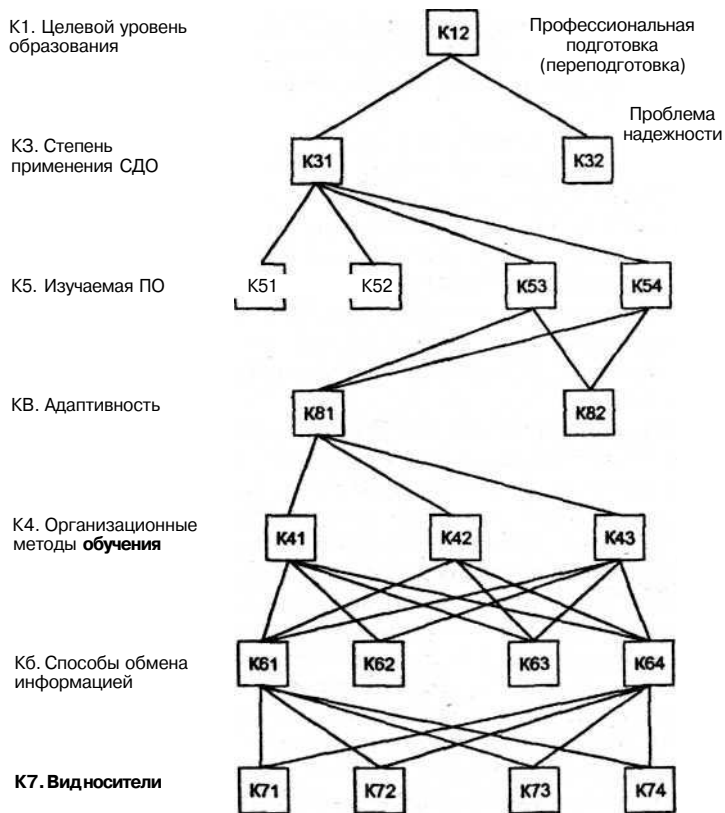 К1. Целевой уровень
образования
К12
Профессиональная
подготовка
(переподготовка)
К3. Степень
применения СДО
К31
К32
Проблема
надежности
К5. Изучаемая ПО
К51
К52
К53
К54
КВ. Адаптивность
К81
К82
К4. Организационные
методы обучения
К41
К42
К43
Кб. Способы обмена
информацией
К61
К62
К63
К64
К7. Вид носители
К71
К72
К73
К74